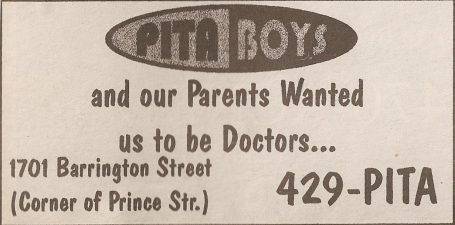 PITA BOYS
and our Parents Wanted
us to be Doctors...
1701 Barrington Street
(Corner of Prince Str.)
429-PITA